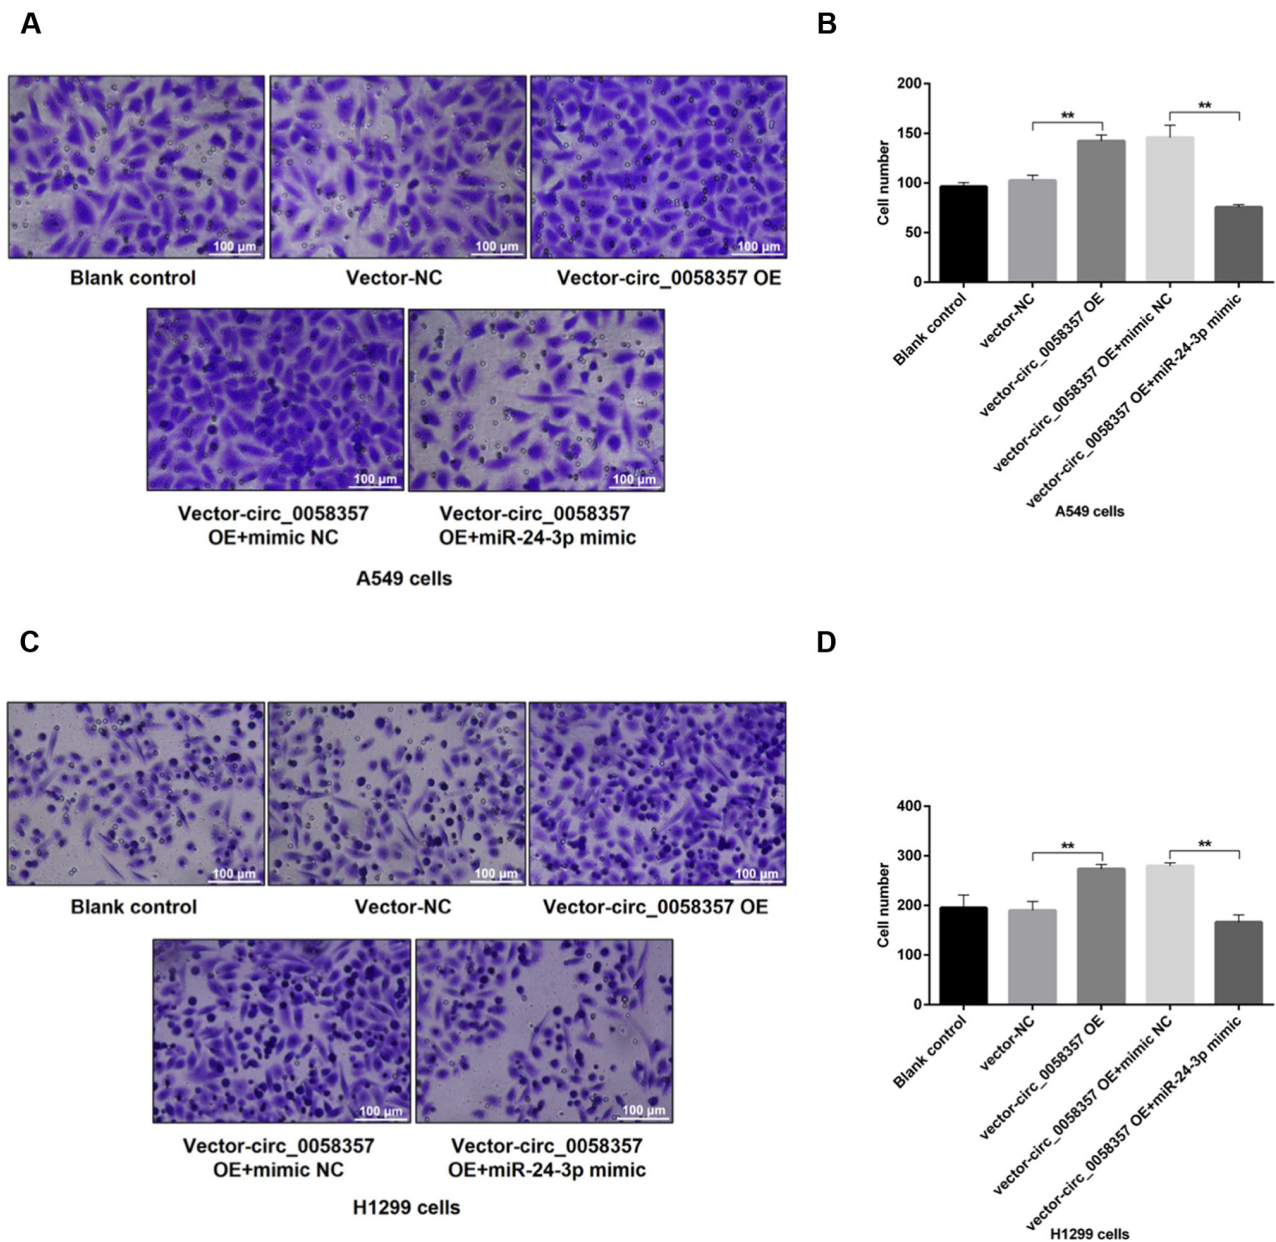 A
100 µm
100 µm
100 µm
Blank control
Vector-NC
Vector-circ_0058357 OE
100 µm
100 µm
Vector-circ_0058357
OE+mimic NC
Vector-circ_0058357
OE+miR-24-3p mimic
A549 cells
B
200
150
100
50
0
Cell number
**
**
Blank control
vector-NC
vector-circ_0058357 OE
vector-circ_0058357 OE+mimic NC
vector-circ_0058357 OE+miR-24-3p mimic
A549 cells
C
100 µm
100 µm
100 µm
Blank control
Vector-NC
Vector-circ_0058357 OE
100 µm
100 µm
Vector-circ_0058357
OE+mimic NC
Vector-circ_0058357
OE+miR-24-3p mimic
H1299 cells
D
400
300
200
100
0
Cell number
**
**
Blank control
vector-NC
vector-circ_0058357 OE
vector-circ_0058357 OE+mimic NC
vector-circ_0058357 OE+miR-24-3p mimic
H1299 cells